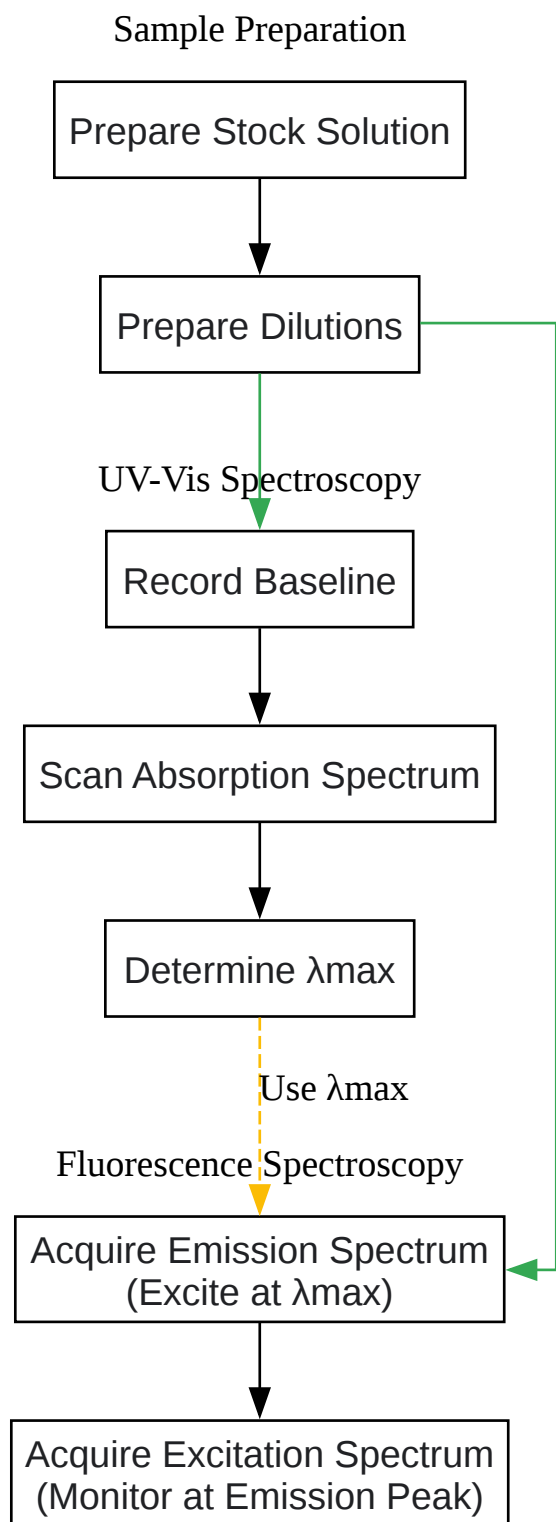 Sample Preparation
Prepare Stock Solution
Prepare Dilutions
UV-Vis Spectroscopy
Record Baseline
Scan Absorption Spectrum
Determine λmax
Use λmax
Fluorescence Spectroscopy
Acquire Emission Spectrum
(Excite at λmax)
Acquire Excitation Spectrum
(Monitor at Emission Peak)